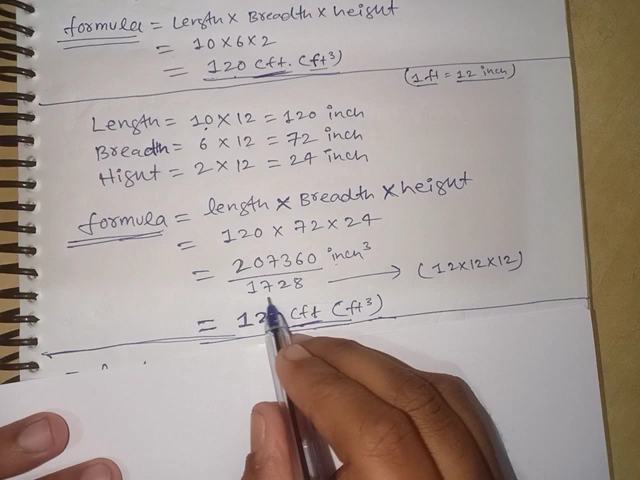 formula = Length x Breadth x height
= 10 x 6 x 2
= 120 cft. (ft³)
(1 ft = 12 inch)
Length = 10 x 12 = 120 inch
Breadth = 6 x 12 = 72 inch
Hight = 2 x 12 = 24 inch
formula = length x Breadth x height
= 120 x 72 x 24
= 207360 inch³
1728 → (12x12x12)
= 120 cft (ft³)